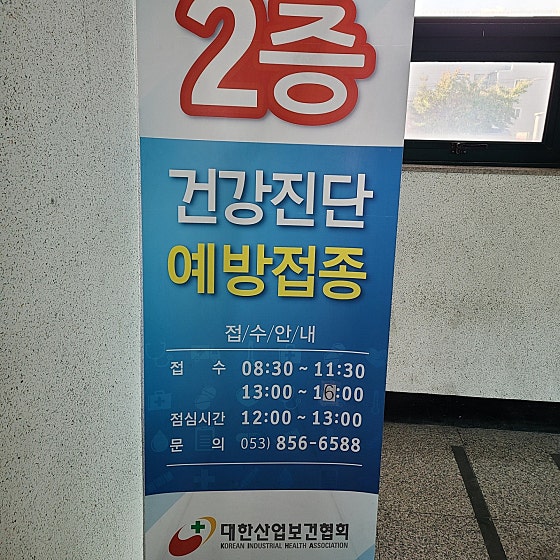 2층
건강진단
예방접종
접/수/안/내
접 수 08:30 ~ 11:30
13:00 ~ 16:00
점심시간 12:00 ~ 13:00
문 의 053) 856-6588
대한산업보건협회
KOREAN INDUSTRIAL HEALTH ASSOCIATION